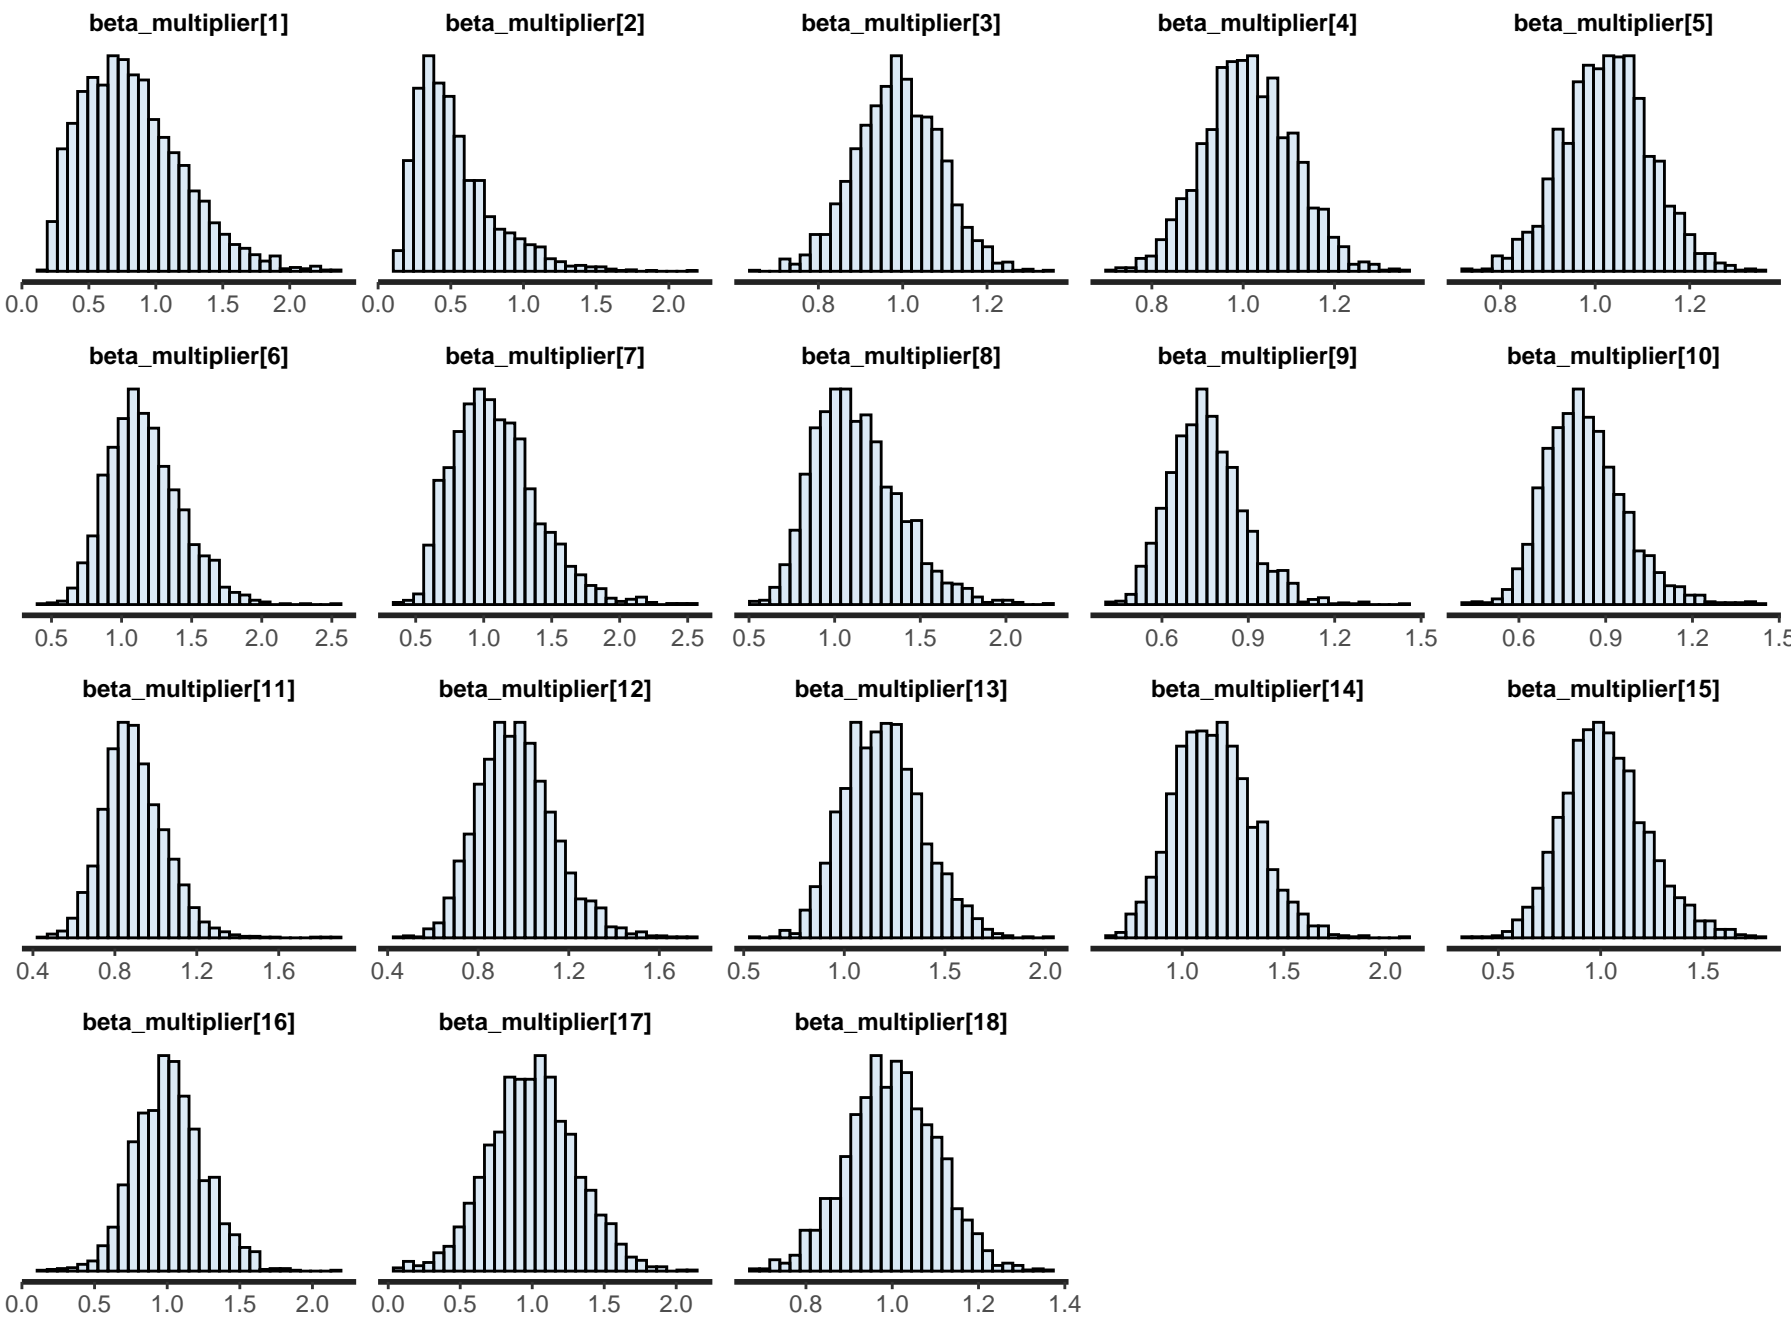 beta_multiplier[1] beta_multiplier[2] beta_multiplier[3] beta_multiplier[4] beta_multiplier[5]
0.0 0.5 1.0 1.5 2.0 0.0 0.5 1.0 1.5 2.0 0.8 1.0 1.2 0.8 1.0 1.2 0.8 1.0 1.2
beta_multiplier[6] beta_multiplier[7] beta_multiplier[8] beta_multiplier[9] beta_multiplier[10]
0.5 1.0 1.5 2.0 2.5 0.5 1.0 1.5 2.0 2.5 0.5 1.0 1.5 2.0 0.6 0.9 1.2 1.5 0.6 0.9 1.2 1.5
beta_multiplier[11] beta_multiplier[12] beta_multiplier[13] beta_multiplier[14] beta_multiplier[15]
0.4 0.8 1.2 1.6 0.4 0.8 1.2 1.6 0.5 1.0 1.5 2.0 1.0 1.5 2.0 0.5 1.0 1.5
beta_multiplier[16] beta_multiplier[17] beta_multiplier[18]
0.0 0.5 1.0 1.5 2.0 0.0 0.5 1.0 1.5 2.0 0.8 1.0 1.2 1.4